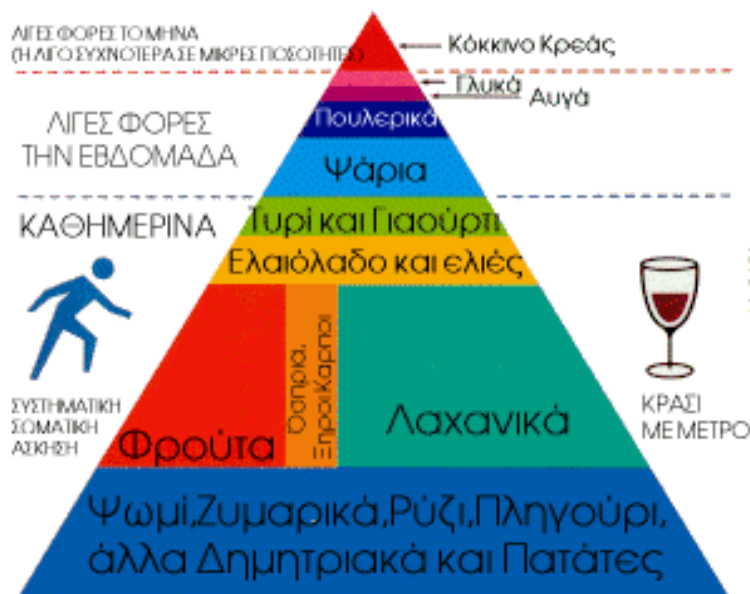 ΛΙΓΕΣ ΦΟΡΕΣ ΤΟ ΜΗΝΑ
(Ή ΛΙΓΟ ΣΥΧΝΟΤΕΡΑ ΣΕ ΜΙΚΡΕΣ ΠΟΣΟΤΗΤΕΣ)
Κόκκινο Κρεάς
Γλυκά
Αυγά
ΛΙΓΕΣ ΦΟΡΕΣ
ΤΗΝ ΕΒΔΟΜΑΔΑ
Πουλερικά
Ψάρια
ΚΑΘΗΜΕΡΙΝΑ
Τυρί και Γιαούρτι
Ελαιόλαδο και ελιές
ΣΥΣΤΗΜΑΤΙΚΗ
ΣΩΜΑΤΙΚΗ
ΑΣΚΗΣΗ
Φρούτα
Όσπρια,
Ξηροί Καρποί
Λαχανικά
ΚΡΑΣΙ
ΜΕ ΜΕΤΡΟ
Ψωμί,Ζυμαρικά,Ρύζι,Πληγούρι,
άλλα Δημητριακά και Πατάτες